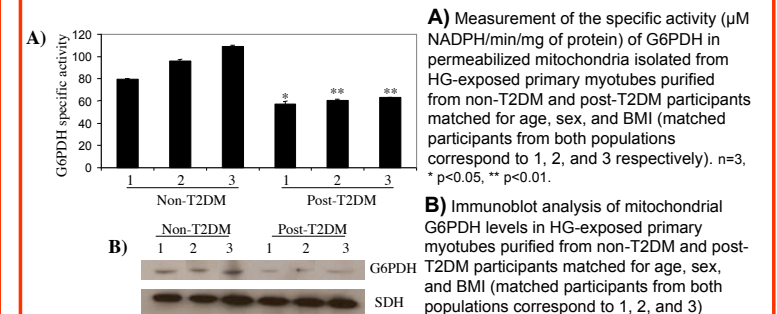 A)
G6PDH specific activity
120
100
80
60
40
20
0
* ** **
1 2 3 1 2 3
Non-T2DM Post-T2DM
A) Measurement of the specific activity (µM
NADPH/min/mg of protein) of G6PDH in
permeabilized mitochondria isolated from
HG-exposed primary myotubes purified
from non-T2DM and post-T2DM participants
matched for age, sex, and BMI (matched
participants from both populations
correspond to 1, 2, and 3 respectively). n=3,
* p<0.05, ** p<0.01.
B)
Non-T2DM Post-T2DM
1 2 3 1 2 3
G6PDH
SDH
B) Immunoblot analysis of mitochondrial
G6PDH levels in HG-exposed primary
myotubes purified from non-T2DM and post-
T2DM participants matched for age, sex,
and BMI (matched participants from both
populations correspond to 1, 2, and 3)